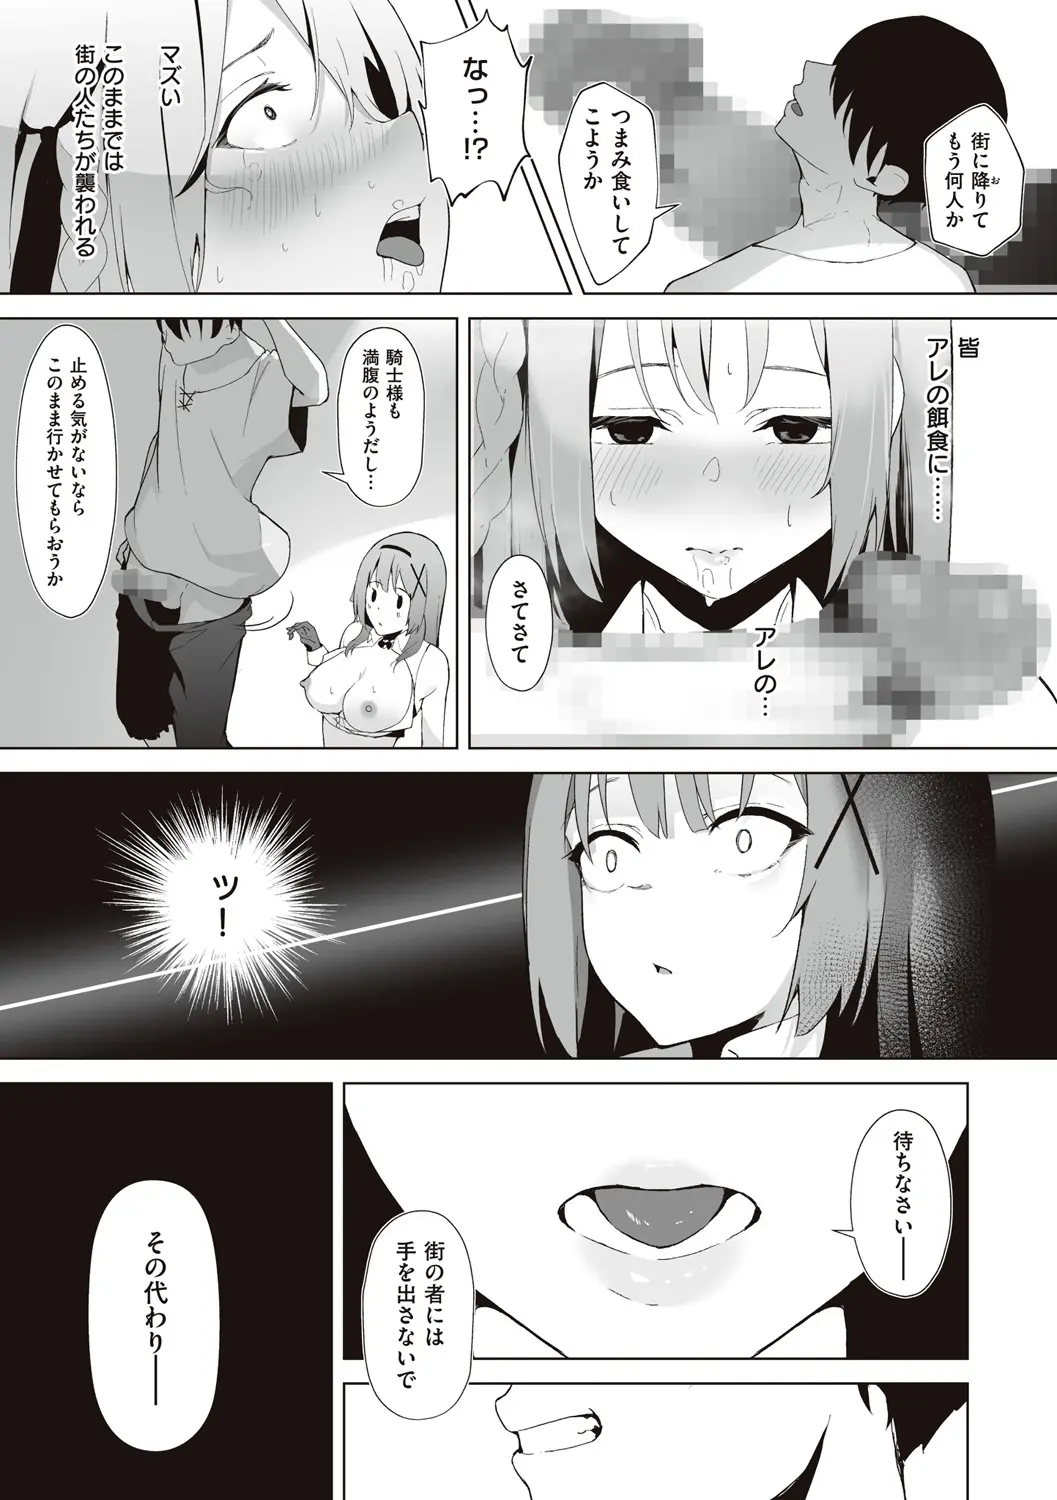 街に降りて
もう何人か
つまみ食いして
こようか
なっ…!?
マズい
このままでは
街の人たちが襲われる
皆
アレの餌食に……
アレの…
さてさて
騎士様も
満腹のようだし…
止める気がないなら
このまま行かせてもらおうか
ッ!
待ちなさい──
街の者には
手を出さないで
その代わり──